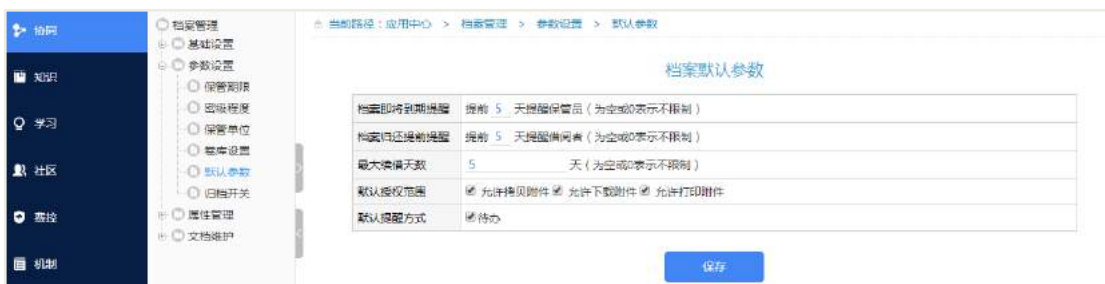 协同
知识
学习
社区
费控
机制
档案管理
基础设置
参数设置
保管期限
密级程度
保管单位
卷库设置
默认参数
归档开关
属性管理
文档维护
当前路径：应用中心 > 档案管理 > 参数设置 > 默认参数
档案默认参数
档案即将到期提醒 提前 5 天提醒保管员（为空或0表示不限制）
档案归还提前提醒 提前 5 天提醒借阅者（为空或0表示不限制）
最大续借天数 5 天（为空或0表示不限制）
默认授权范围 允许拷贝附件 允许下载附件 允许打印附件
默认提醒方式 待办
保存